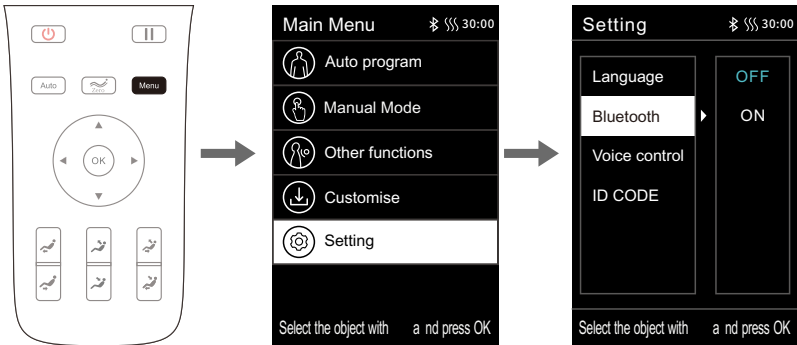 Auto
Zero
Menu
OK
Main Menu 30:00
Auto program
Manual Mode
Other functions
Customise
Setting
Select the object with a nd press OK
Setting 30:00
Language
Bluetooth
Voice control
ID CODE
OFF
ON
Select the object with a nd press OK